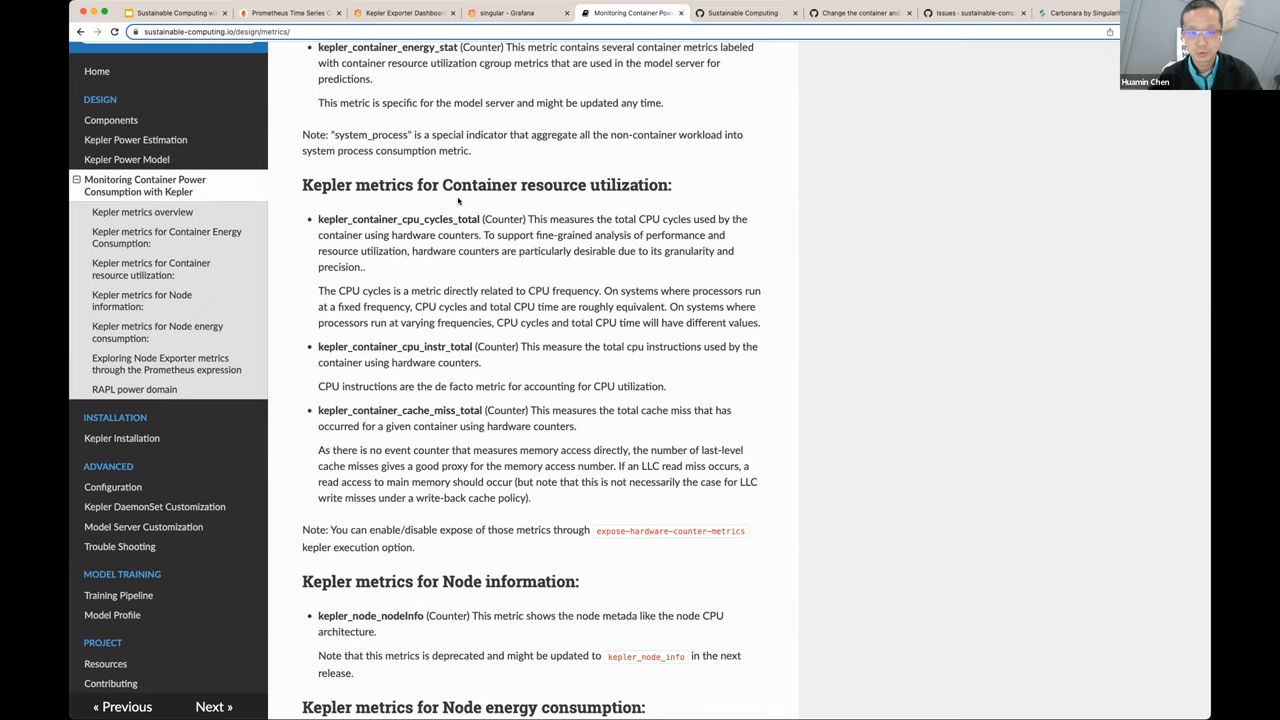 Sustainable Computing wi
Prometheus Time Series C
Kepler Exporter Dashboar
singular - Grafana
Monitoring Container Pow
Sustainable Computing
Change the container and
Issues · sustainable-comp
Carbonara by Singulari
sustainable-computing.io/design/metrics/
Huamin Chen
Home
DESIGN
Components
Kepler Power Estimation
Kepler Power Model
Monitoring Container Power
Consumption with Kepler
Kepler metrics overview
Kepler metrics for Container Energy
Consumption:
Kepler metrics for Container
resource utilization:
Kepler metrics for Node
information:
Kepler metrics for Node energy
consumption:
Exploring Node Exporter metrics
through the Prometheus expression
RAPL power domain
INSTALLATION
Kepler Installation
ADVANCED
Configuration
Kepler DaemonSet Customization
Model Server Customization
Trouble Shooting
MODEL TRAINING
Training Pipeline
Model Profile
PROJECT
Resources
Contributing
« Previous
Next »
• kepler_container_energy_stat (Counter) This metric contains several container metrics labeled
with container resource utilization cgroup metrics that are used in the model server for
predictions.
This metric is specific for the model server and might be updated any time.
Note: "system_process" is a special indicator that aggregate all the non-container workload into
system process consumption metric.
Kepler metrics for Container resource utilization:
• kepler_container_cpu_cycles_total (Counter) This measures the total CPU cycles used by the
container using hardware counters. To support fine-grained analysis of performance and
resource utilization, hardware counters are particularly desirable due to its granularity and
precision..
The CPU cycles is a metric directly related to CPU frequency. On systems where processors run
at a fixed frequency, CPU cycles and total CPU time are roughly equivalent. On systems where
processors run at varying frequencies, CPU cycles and total CPU time will have different values.
• kepler_container_cpu_instr_total (Counter) This measure the total cpu instructions used by the
container using hardware counters.
CPU instructions are the de facto metric for accounting for CPU utilization.
• kepler_container_cache_miss_total (Counter) This measures the total cache miss that has
occurred for a given container using hardware counters.
As there is no event counter that measures memory access directly, the number of last-level
cache misses gives a good proxy for the memory access number. If an LLC read miss occurs, a
read access to main memory should occur (but note that this is not necessarily the case for LLC
write misses under a write-back cache policy).
Note: You can enable/disable expose of those metrics through expose-hardware-counter-metrics
kepler execution option.
Kepler metrics for Node information:
• kepler_node_nodeInfo (Counter) This metric shows the node metada like the node CPU
architecture.
Note that this metrics is deprecated and might be updated to kepler_node_info in the next
release.
Kepler metrics for Node energy consumption: